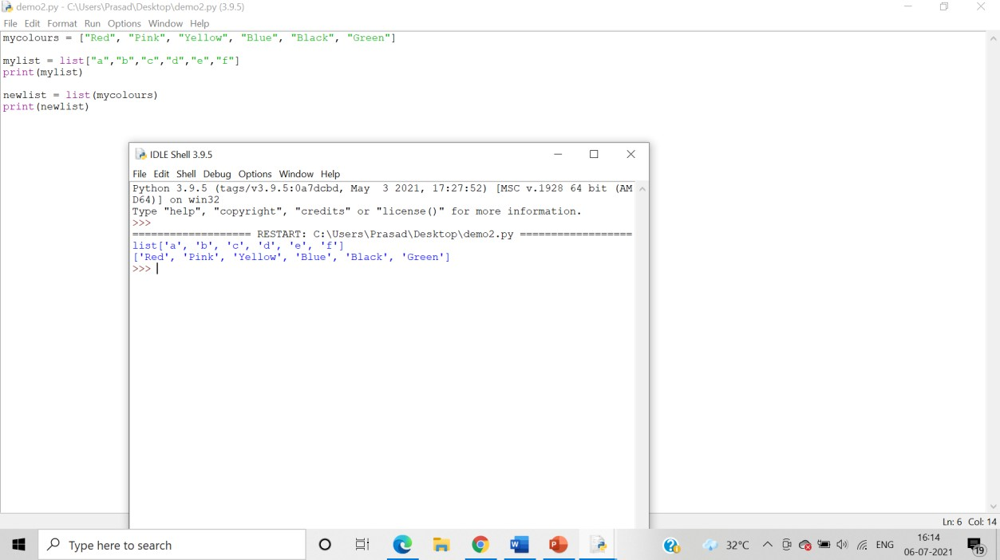 demo2.py - C:\Users\Prasad\Desktop\demo2.py (3.9.5)
File Edit Format Run Options Window Help
mycolours = ["Red", "Pink", "Yellow", "Blue", "Black", "Green"]
mylist = list["a","b","c","d","e","f"]
print(mylist)
newlist = list(mycolours)
print(newlist)
IDLE Shell 3.9.5
File Edit Shell Debug Options Window Help
Python 3.9.5 (tags/v3.9.5:0a7dcbd, May  3 2021, 17:27:52) [MSC v.1928 64 bit (AM
D64)] on win32
Type "help", "copyright", "credits" or "license()" for more information.
>>>
=================== RESTART: C:\Users\Prasad\Desktop\demo2.py ==================
list['a', 'b', 'c', 'd', 'e', 'f']
['Red', 'Pink', 'Yellow', 'Blue', 'Black', 'Green']
>>>
Ln: 6 Col: 14
Type here to search
32°C
ENG
16:14
06-07-2021
19